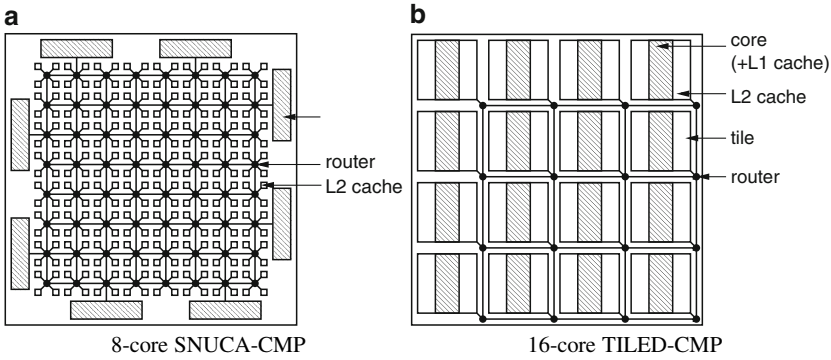 a
router
L2 cache
8-core SNUCA-CMP
b
core
(+L1 cache)
L2 cache
tile
router
16-core TILED-CMP